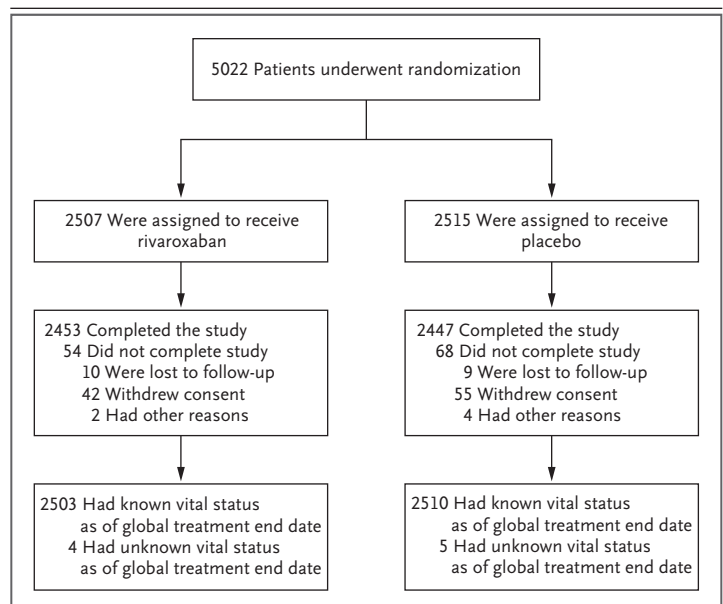 5022 Patients underwent randomization
2507 Were assigned to receive
rivaroxaban
2515 Were assigned to receive
placebo
2453 Completed the study
54 Did not complete study
10 Were lost to follow-up
42 Withdrew consent
2 Had other reasons
2447 Completed the study
68 Did not complete study
9 Were lost to follow-up
55 Withdrew consent
4 Had other reasons
2503 Had known vital status
as of global treatment end date
4 Had unknown vital status
as of global treatment end date
2510 Had known vital status
as of global treatment end date
5 Had unknown vital status
as of global treatment end date